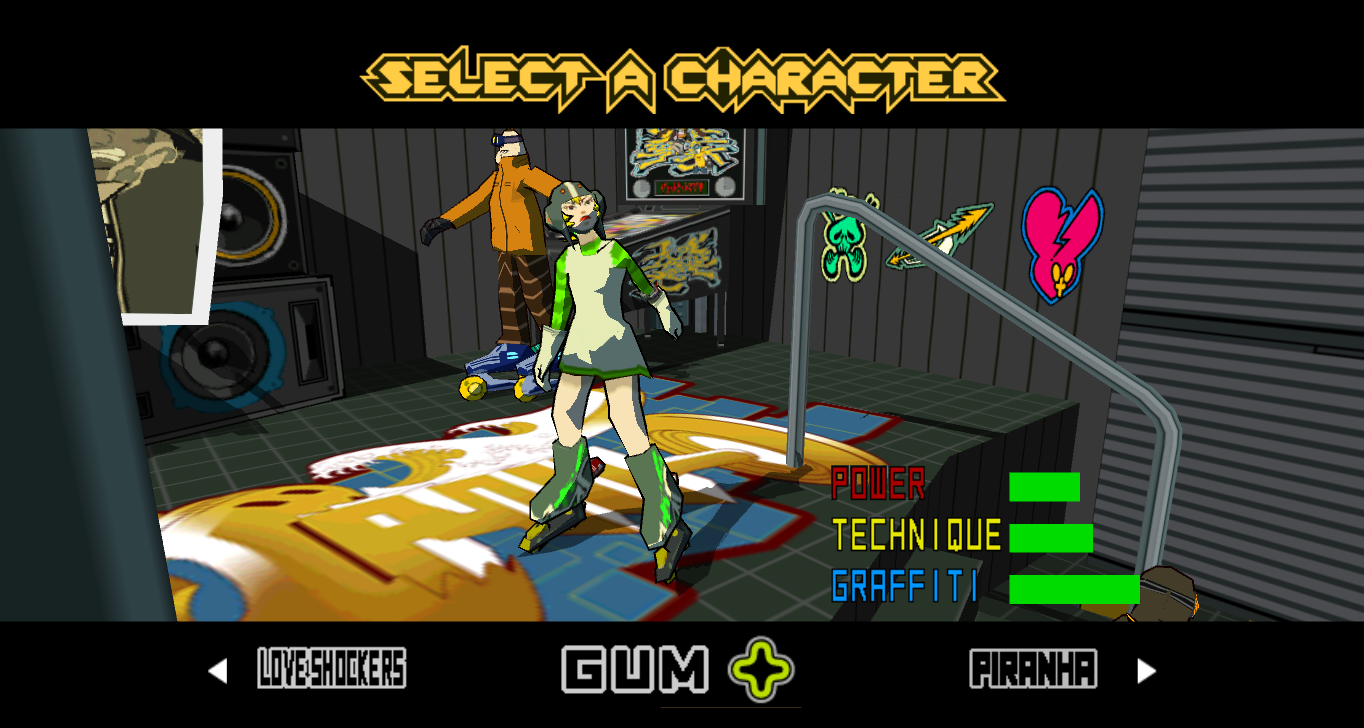 SELECT A CHARACTER
POWER
TECHNIQUE
GRAFFITI
LOVE-SHOCKERS
GUM
PIRANHA